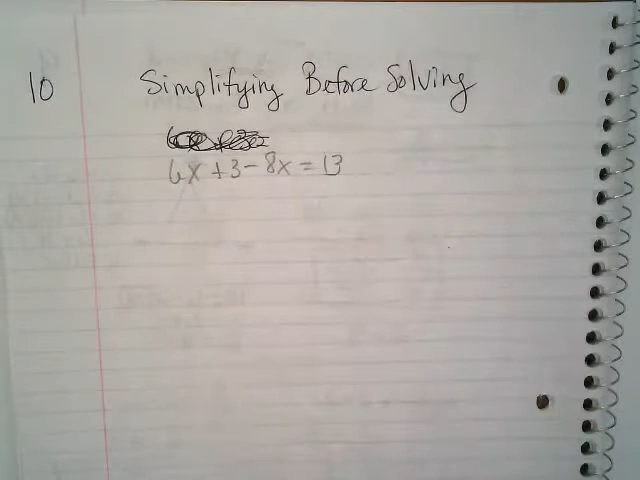 10 Simplifying Before Solving
6x + 3 - 8x = 13